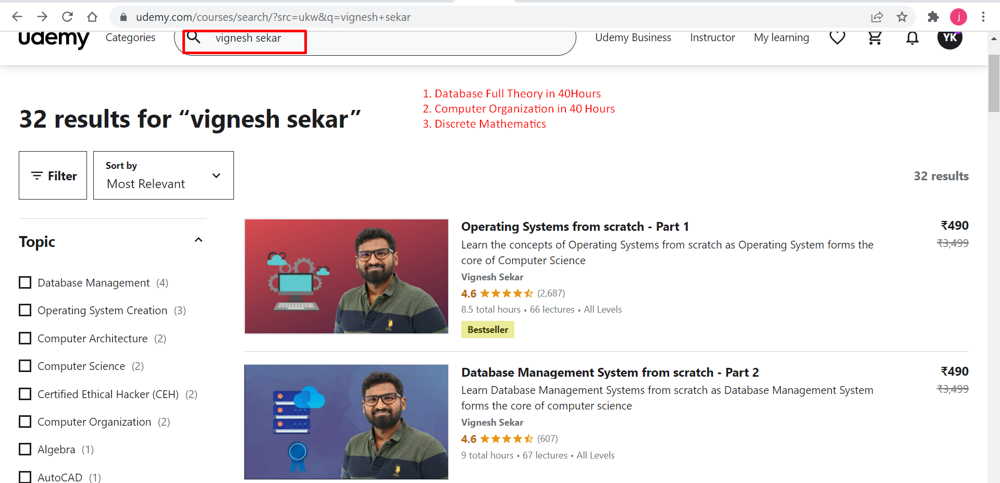 udemy.com/courses/search/?src=ukw&q=vignesh+sekar
j
udemy
Categories
vignesh sekar
Udemy Business
Instructor
My learning
YK
1. Database Full Theory in 40Hours
2. Computer Organization in 40 Hours
3. Discrete Mathematics
32 results for “vignesh sekar”
Filter
Sort by
Most Relevant
32 results
Topic
Database Management (4)
Operating System Creation (3)
Computer Architecture (2)
Computer Science (2)
Certified Ethical Hacker (CEH) (2)
Computer Organization (2)
Algebra (1)
AutoCAD (1)
Operating Systems from scratch - Part 1
₹490
Learn the concepts of Operating Systems from scratch as Operating System forms the
₹3,499
core of Computer Science
Vignesh Sekar
4.6 (2,687)
8.5 total hours • 66 lectures • All Levels
Bestseller
Database Management System from scratch - Part 2
₹490
Learn Database Management Systems from scratch as Database Management System
₹3,499
forms the core of computer science
Vignesh Sekar
4.6 (607)
9 total hours • 67 lectures • All Levels